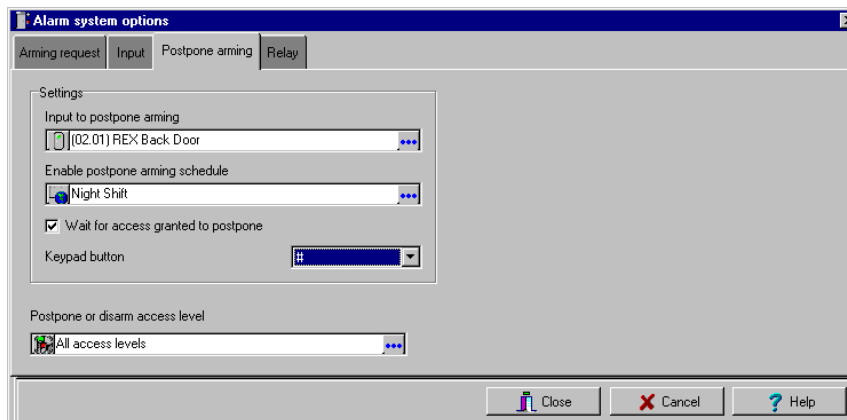 Alarm system options
Arming request Input Postpone arming Relay
Settings
Input to postpone arming
(02.01) REX Back Door
Enable postpone arming schedule
Night Shift
Wait for access granted to postpone
Keypad button #
Postpone or disarm access level
All access levels
Close Cancel ? Help